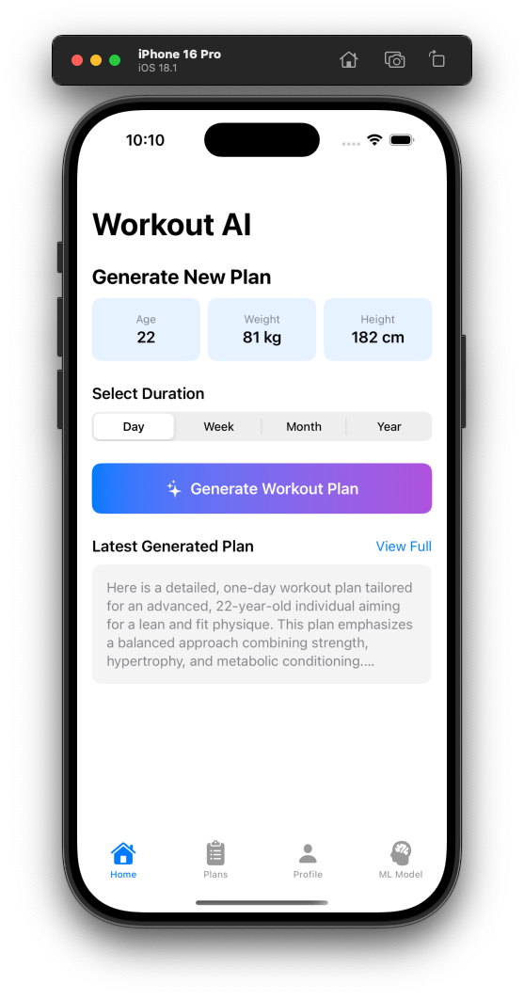 iPhone 16 Pro
iOS 18.1
10:10
Workout AI
Generate New Plan
Age
22
Weight
81 kg
Height
182 cm
Select Duration
Day
Week
Month
Year
Generate Workout Plan
Latest Generated Plan
View Full
Here is a detailed, one-day workout plan tailored
for an advanced, 22-year-old individual aiming
for a lean and fit physique. This plan emphasizes
a balanced approach combining strength,
hypertrophy, and metabolic conditioning....
Home
Plans
Profile
ML Model